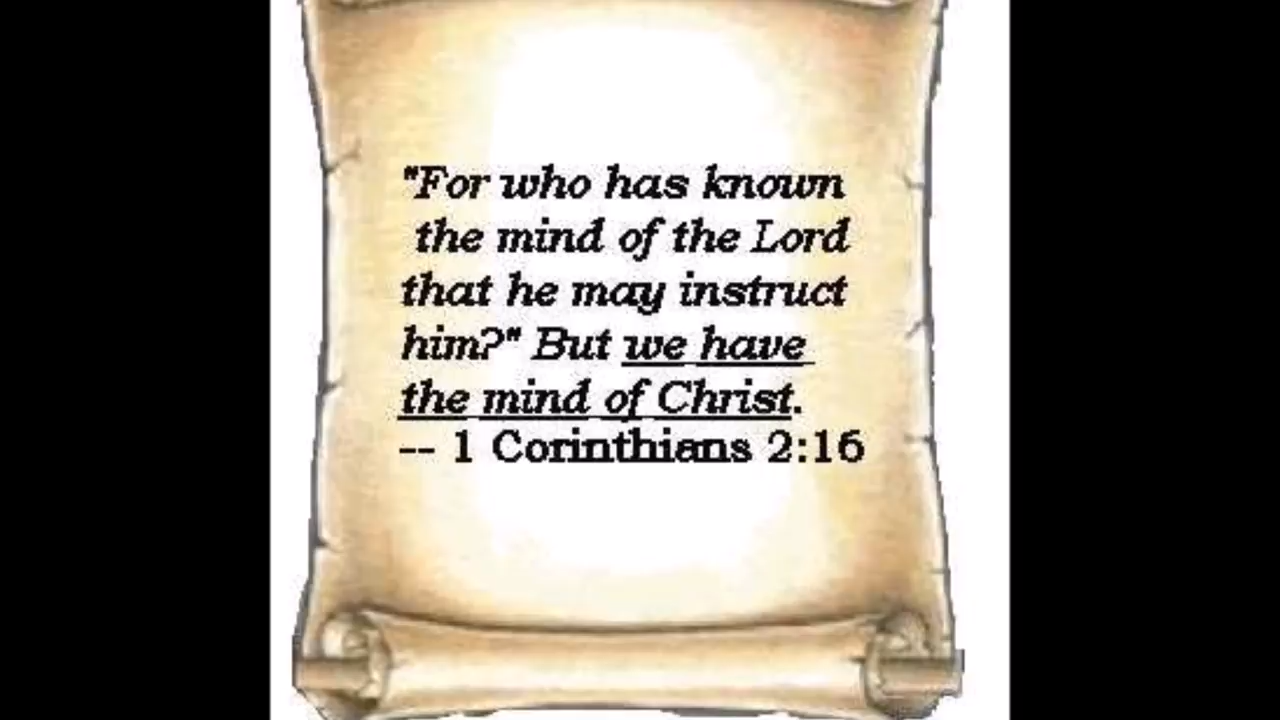 "For who has known
the mind of the Lord
that he may instruct
him?" But we have
the mind of Christ.
-- 1 Corinthians 2:16